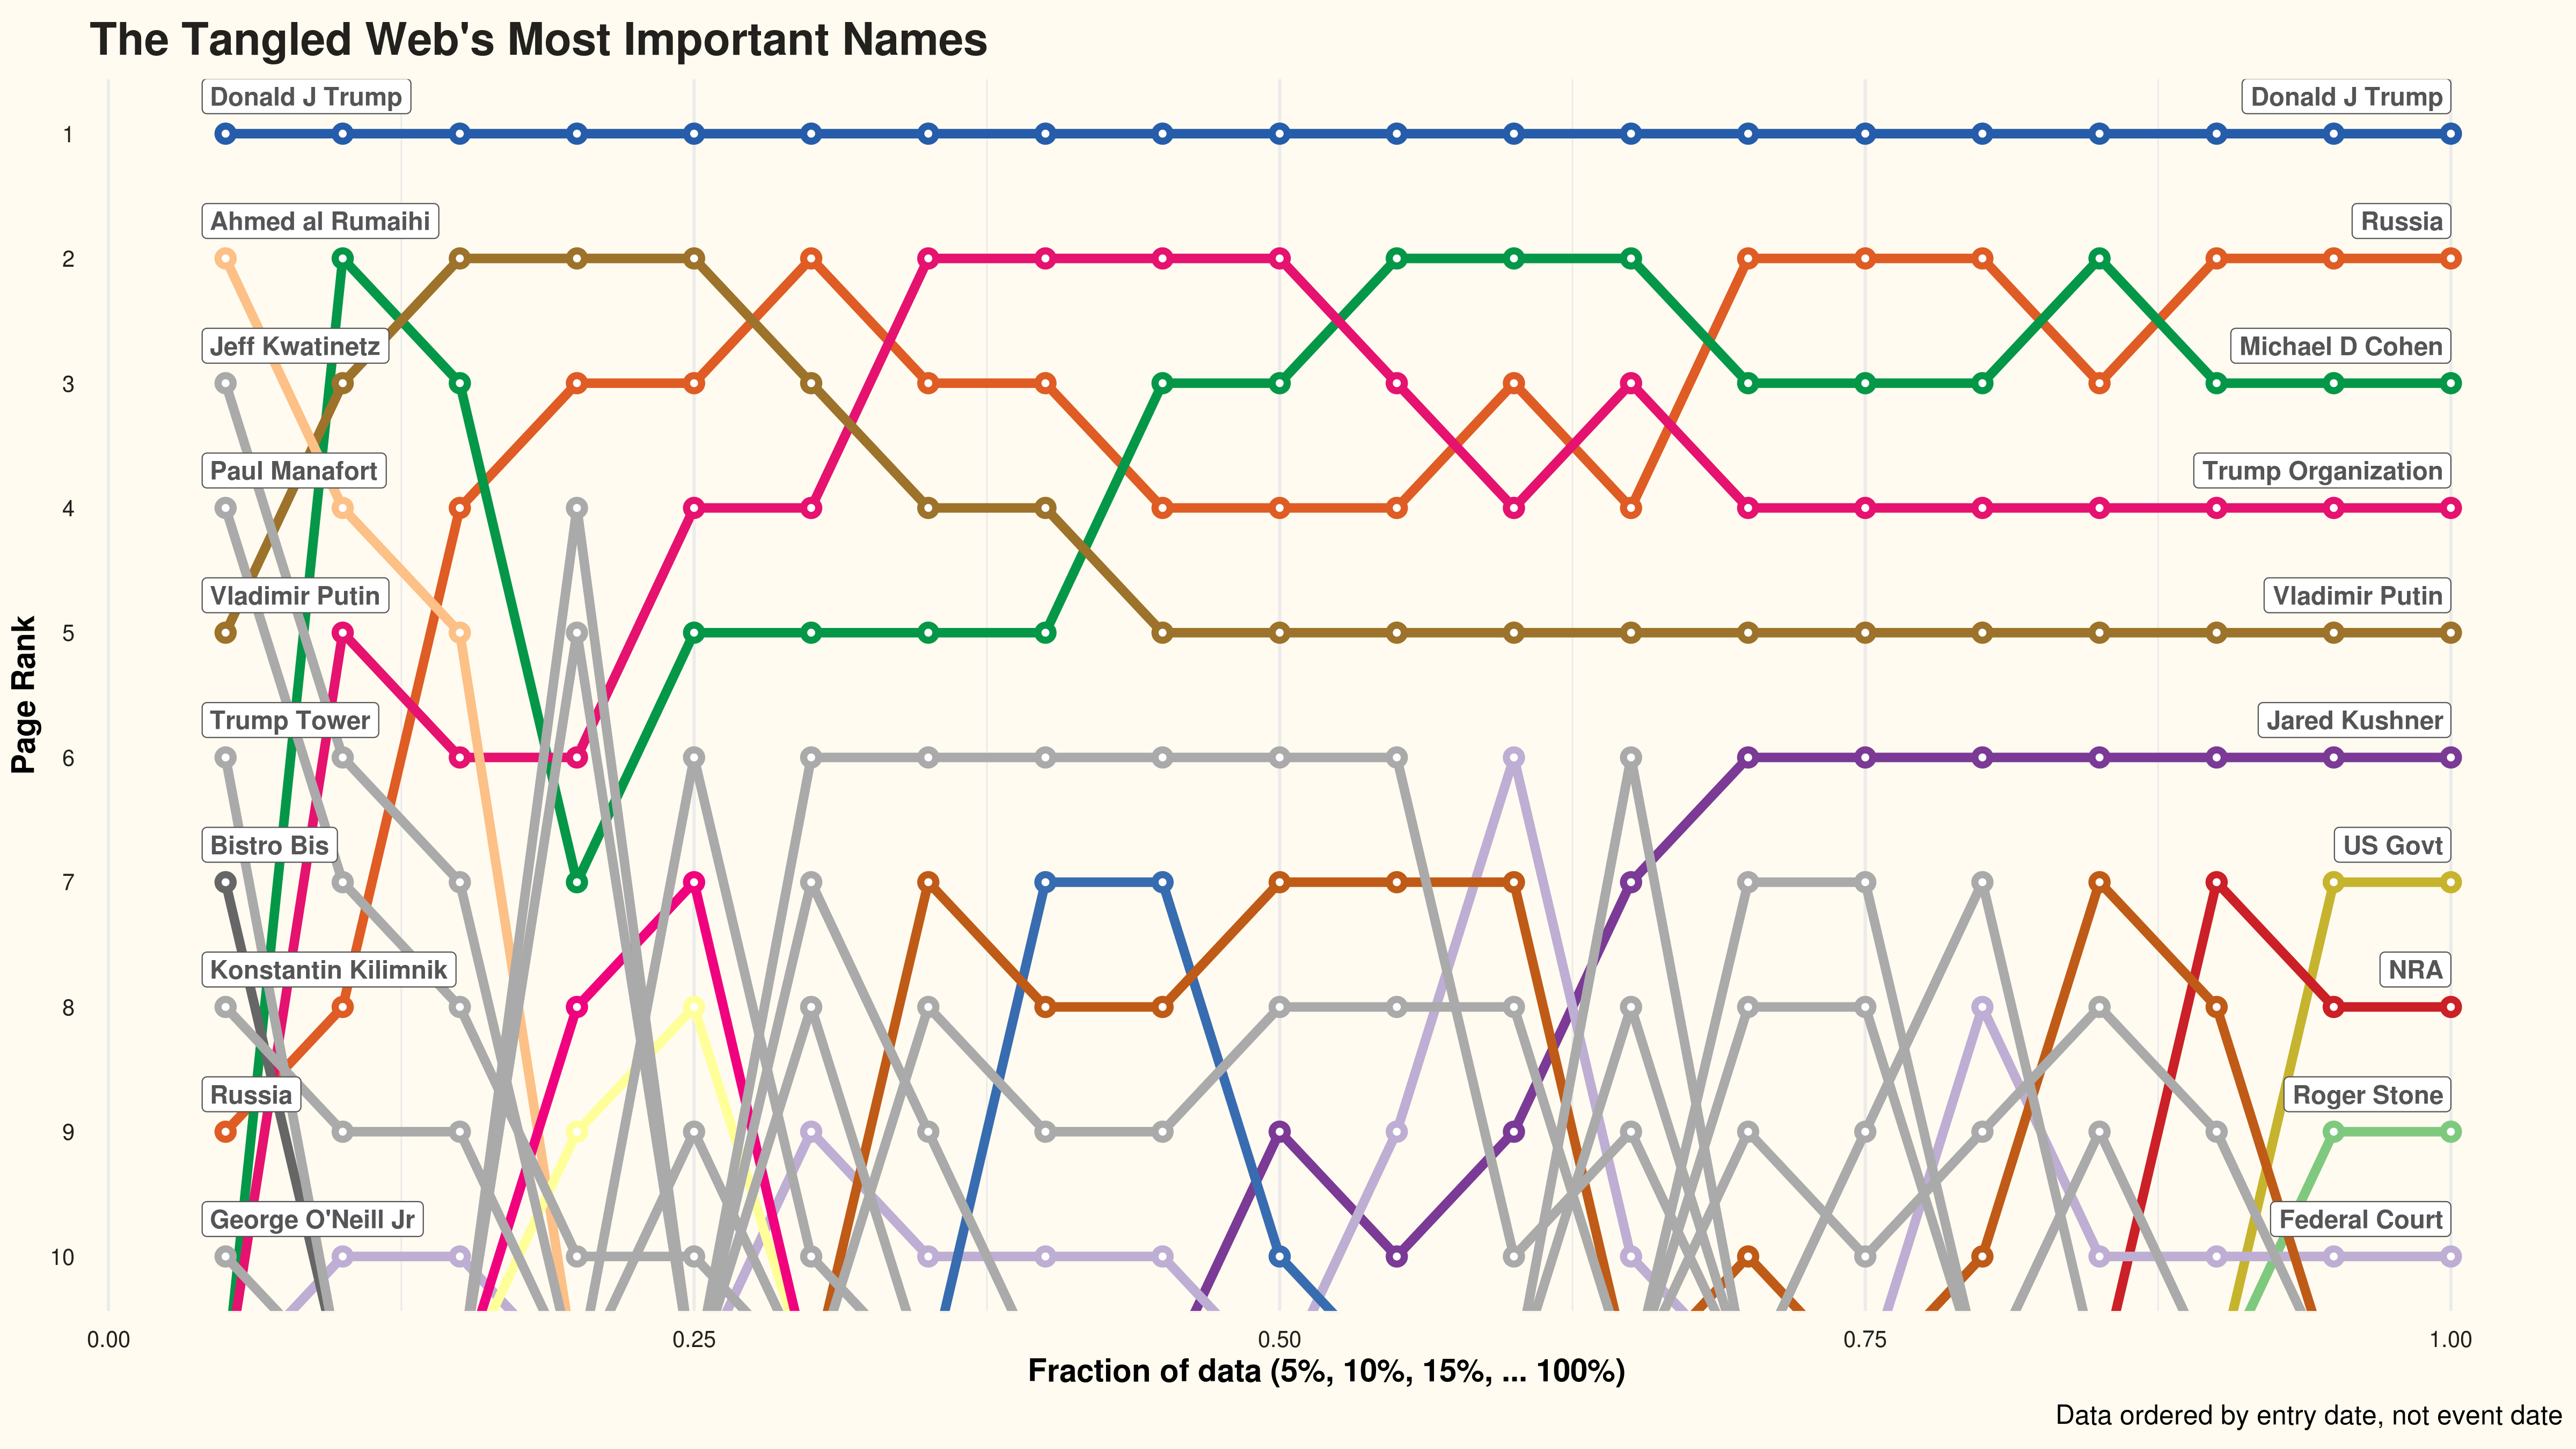 The Tangled Web's Most Important Names
Donald J Trump
Donald J Trump
1
Ahmed al Rumaihi
Russia
2
Jeff Kwatinetz
Michael D Cohen
3
Paul Manafort
Trump Organization
4
Vladimir Putin
Vladimir Putin
5
Page Rank
Trump Tower
Jared Kushner
6
Bistro Bis
US Govt
7
Konstantin Kilimnik
NRA
8
Russia
Roger Stone
9
George O'Neill Jr
Federal Court
10
0.00
0.25
0.50
0.75
1.00
Fraction of data (5%, 10%, 15%, ... 100%)
Data ordered by entry date, not event date